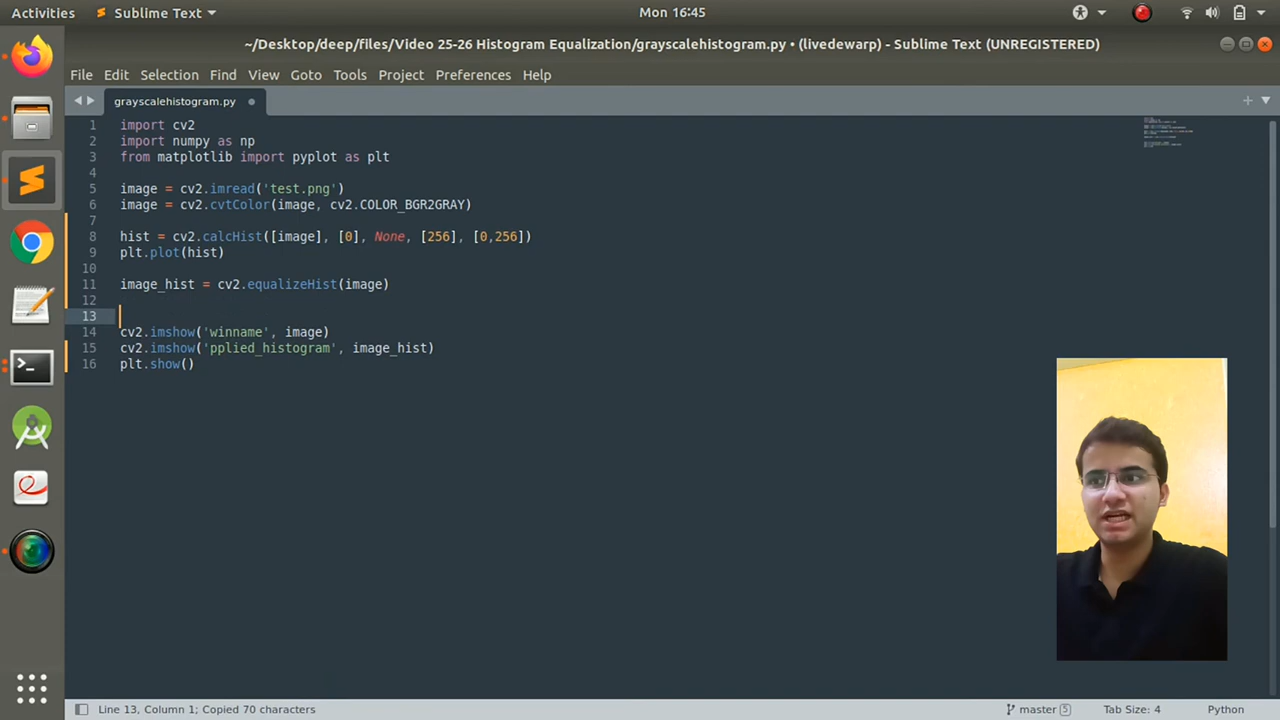 Activities Sublime Text Mon 16:45
~/Desktop/deep/files/Video 25-26 Histogram Equalization/grayscalehistogram.py • (livedewarp) - Sublime Text (UNREGISTERED)
File Edit Selection Find View Goto Tools Project Preferences Help
grayscalehistogram.py
1 import cv2
2 import numpy as np
3 from matplotlib import pyplot as plt
4
5 image = cv2.imread('test.png')
6 image = cv2.cvtColor(image, cv2.COLOR_BGR2GRAY)
7
8 hist = cv2.calcHist([image], [0], None, [256], [0,256])
9 plt.plot(hist)
10
11 image_hist = cv2.equalizeHist(image)
12
13
14 cv2.imshow('winname', image)
15 cv2.imshow('pplied_histogram', image_hist)
16 plt.show()
Line 13, Column 1; Copied 70 characters master 5 Tab Size: 4 Python